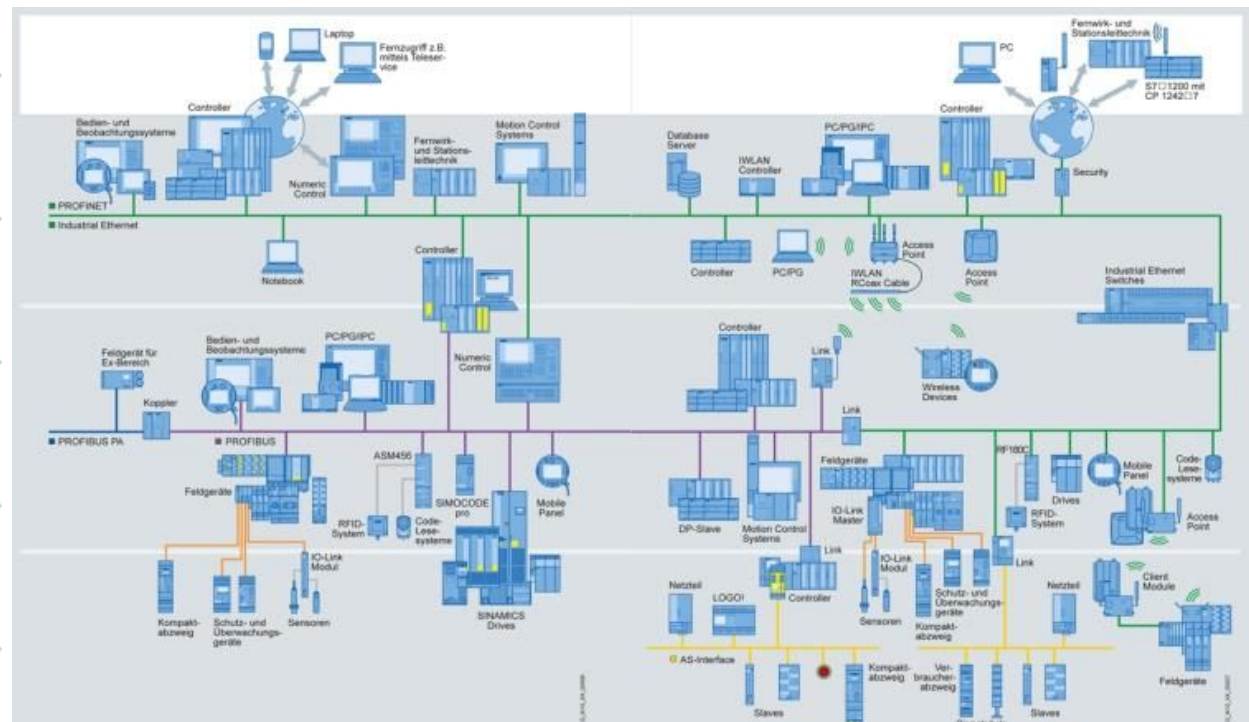 Laptop
Fernzugriff z.B.
mittels Teleser-
vice
PC
Fernwirk- und
Stationsleittechnik
S7□1200 mit
CP 1242□7
Controller
Bedien- und
Beobachtungssysteme
Numeric
Control
Fernwirk-
und Stations-
leittechnik
Motion Control
Systems
Database
Server
IWLAN
Controller
PC/PG/IPC
Controller
Security
PROFINET
Industrial Ethernet
Notebook
Controller
Controller
PC/PG
IWLAN
RCoax Cable
Access
Point
Access
Point
Industrial Ethernet
Switches
Feldgerät für
Ex-Bereich
Koppler
Bedien- und
Beobachtungssysteme
PC/PG/IPC
Numeric
Control
Controller
Link
Wireless
Devices
Link
PROFIBUS PA
PROFIBUS
Feldgeräte
ASM456
RFID-
System
Code-
Lese-
systeme
SIMOCODE
pro
Mobile
Panel
DP-Slave
Motion Control
Systems
Feldgeräte
IO-Link
Master
RF180C
RFID-
System
Drives
Mobile
Panel
Code-
Lese-
systeme
Access
Point
Kompakt-
abzweig
Schutz- und
Überwachungs-
geräte
IO-Link
Modul
Sensoren
SINAMICS
Drives
Link
Netzteil
LOGO!
Controller
IO-Link
Modul
Sensoren
Kompakt-
abzweig
Schutz- und
Überwachungs-
geräte
Link
Netzteil
Client
Module
AS-Interface
Slaves
Kompakt-
abzweig
Ver-
braucher-
abzweig
Slaves
Feldgeräte